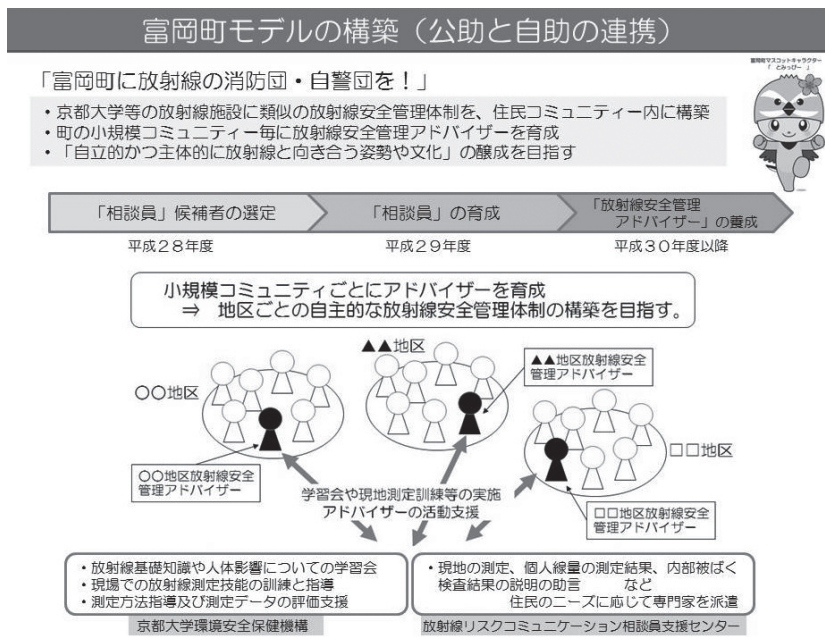 富岡町モデルの構築（公助と自助の連携）
富岡町マスコットキャラクター
「とみっぴー」
「富岡町に放射線の消防団・自警団を！」
・京都大学等の放射線施設に類似の放射線安全管理体制を、住民コミュニティー内に構築
・町の小規模コミュニティー毎に放射線安全管理アドバイザーを育成
・「自立的かつ主体的に放射線と向き合う姿勢や文化」の醸成を目指す
「相談員」候補者の選定
「相談員」の育成
「放射線安全管理
アドバイザー」の養成
平成２８年度
平成２９年度
平成３０年度以降
小規模コミュニティごとにアドバイザーを育成
⇒ 地区ごとの自主的な放射線安全管理体制の構築を目指す。
▲▲地区
▲▲地区放射線安全
管理アドバイザー
○○地区
□□地区
○○地区放射線安全
管理アドバイザー
学習会や現地測定訓練等の実施
アドバイザーの活動支援
□□地区放射線安全
管理アドバイザー
・放射線基礎知識や人体影響についての学習会
・現場での放射線測定技能の訓練と指導
・測定方法指導及び測定データの評価支援
京都大学環境安全保健機構
・現地の測定、個人線量の測定結果、内部被ばく
検査結果の説明の助言　など
住民のニーズに応じて専門家を派遣
放射線リスクコミュニケーション相談員支援センター